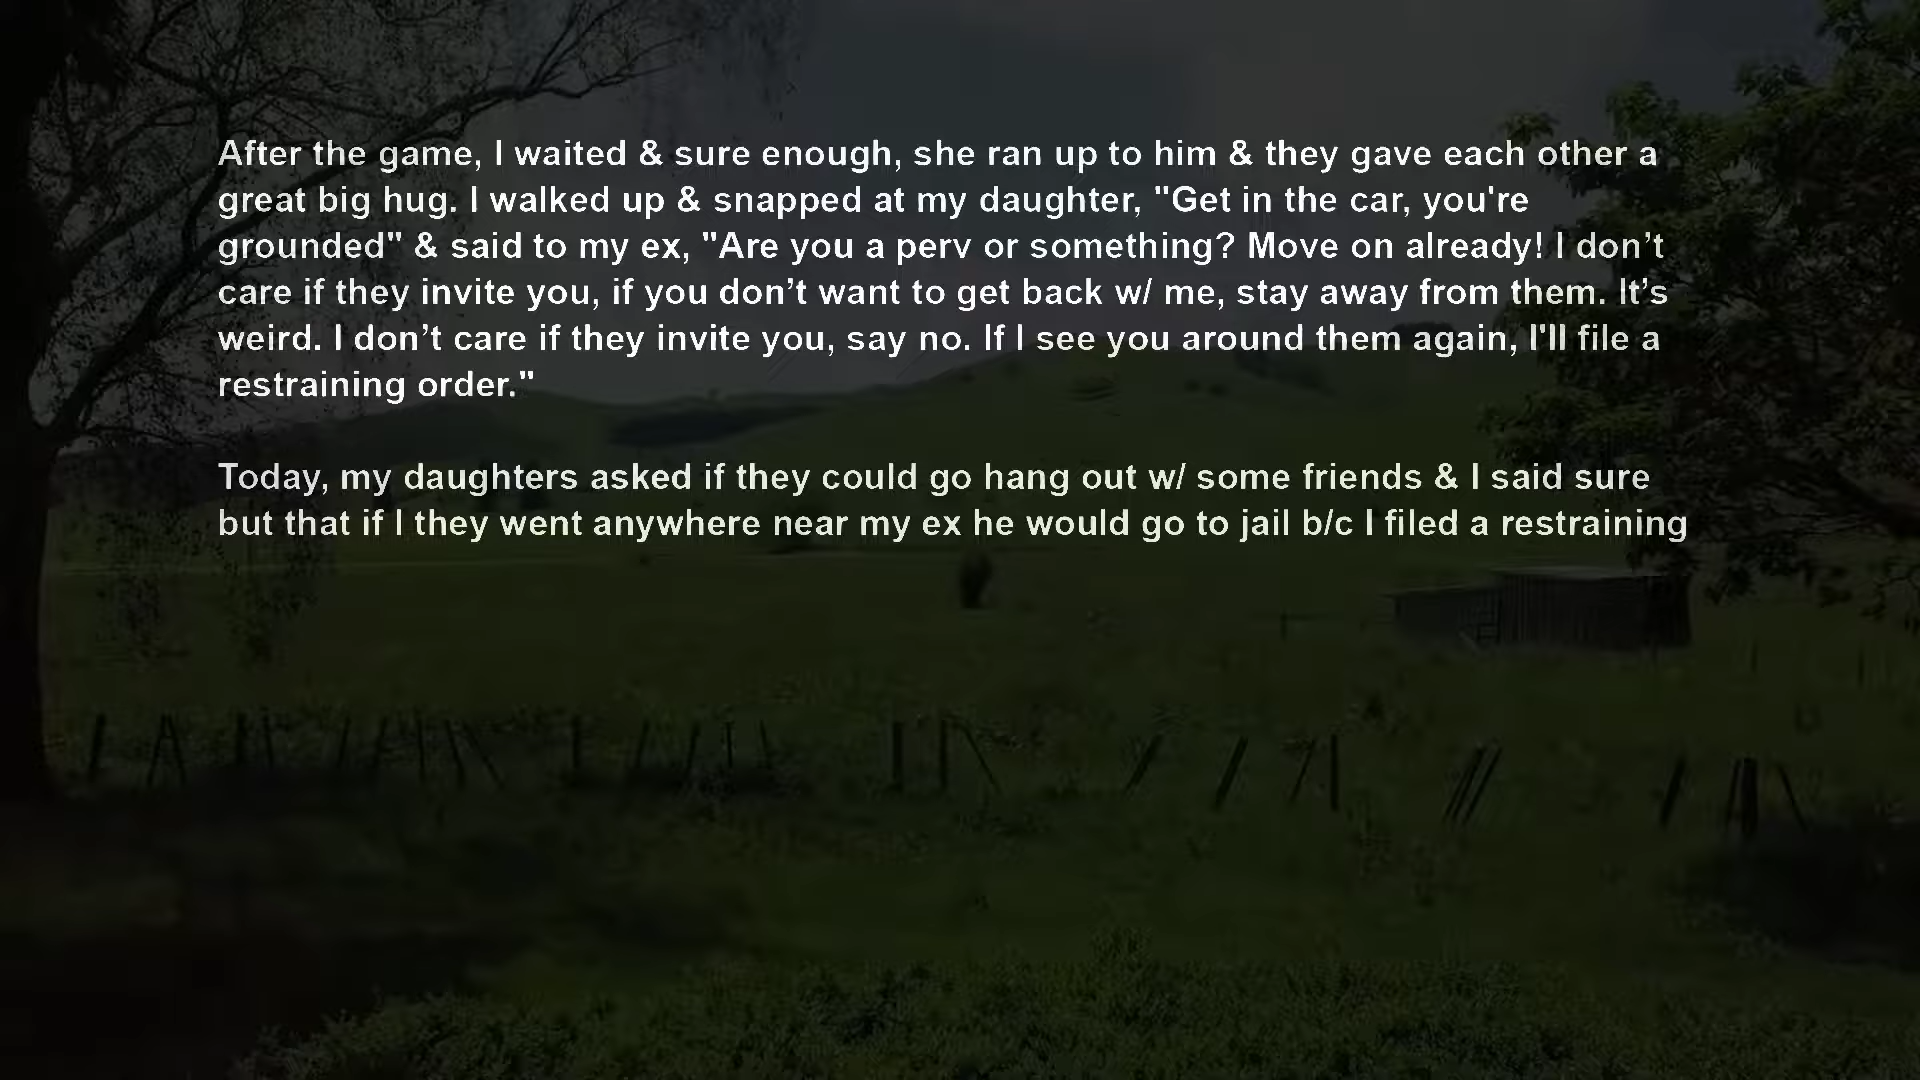 After the game, I waited & sure enough, she ran up to him & they gave each other a
great big hug. I walked up & snapped at my daughter, "Get in the car, you're
grounded" & said to my ex, "Are you a perv or something? Move on already! I don’t
care if they invite you, if you don’t want to get back w/ me, stay away from them. It’s
weird. I don’t care if they invite you, say no. If I see you around them again, I'll file a
restraining order."
Today, my daughters asked if they could go hang out w/ some friends & I said sure
but that if I they went anywhere near my ex he would go to jail b/c I filed a restraining